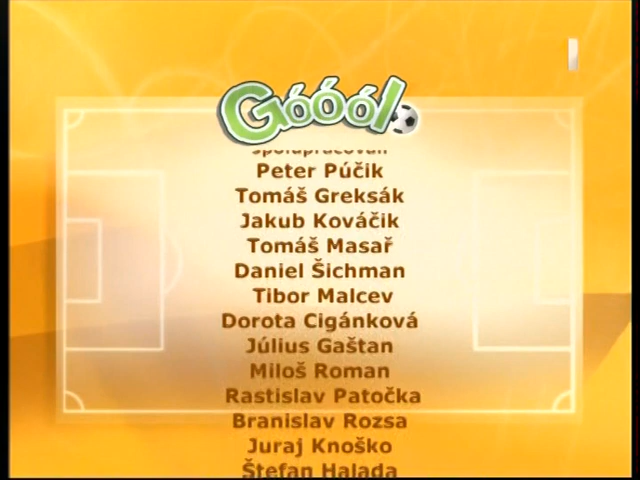 Góóól
spolupracovali
Peter Púčik
Tomáš Greksák
Jakub Kováčik
Tomáš Masař
Daniel Šichman
Tibor Malcev
Dorota Cigánková
Július Gaštan
Miloš Roman
Rastislav Patočka
Branislav Rozsa
Juraj Knoško
Štefan Halada